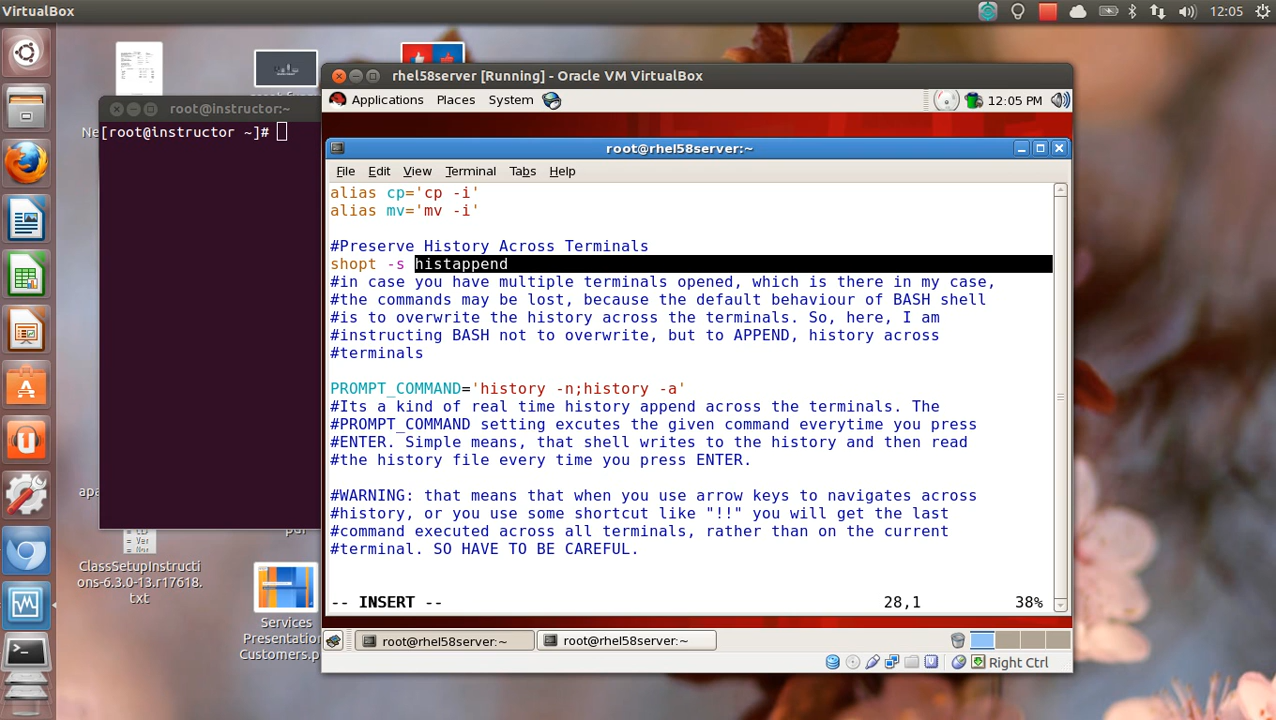 VirtualBox
12:05
Ne
root@instructor:~
[root@instructor ~]#
apa
pdf
ClassSetupInstructi
ons-6.3.0-13.r17618.
txt
Services
Presentation
Customers.p
rhel58server [Running] - Oracle VM VirtualBox
Applications Places System
12:05 PM
root@rhel58server:~
File Edit View Terminal Tabs Help
alias cp='cp -i'
alias mv='mv -i'
#Preserve History Across Terminals
shopt -s histappend
#in case you have multiple terminals opened, which is there in my case,
#the commands may be lost, because the default behaviour of BASH shell
#is to overwrite the history across the terminals. So, here, I am
#instructing BASH not to overwrite, but to APPEND, history across
#terminals
PROMPT_COMMAND='history -n;history -a'
#Its a kind of real time history append across the terminals. The
#PROMPT_COMMAND setting excutes the given command everytime you press
#ENTER. Simple means, that shell writes to the history and then read
#the history file every time you press ENTER.
#WARNING: that means that when you use arrow keys to navigates across
#history, or you use some shortcut like "!!" you will get the last
#command executed across all terminals, rather than on the current
#terminal. SO HAVE TO BE CAREFUL.
-- INSERT -- 28,1 38%
root@rhel58server:~ root@rhel58server:~
Right Ctrl